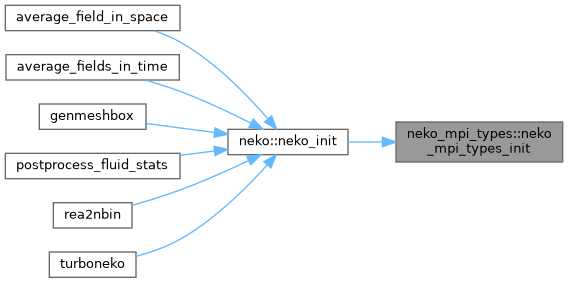 average_field_in_space
average_fields_in_time
genmeshbox
postprocess_fluid_stats
rea2nbin
turboneko
neko::neko_init
neko_mpi_types::neko
_mpi_types_init